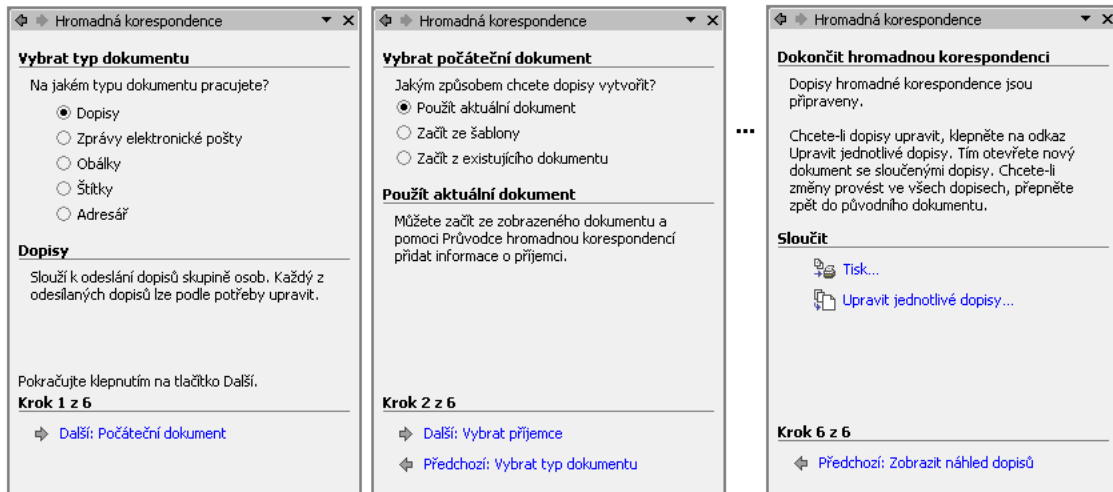 Hromadná korespondence
Vybrat typ dokumentu
Na jakém typu dokumentu pracujete?
Dopisy
Zprávy elektronické pošty
Obálky
Štítky
Adresář
Dopisy
Slouží k odeslání dopisů skupině osob. Každý z
odesílaných dopisů lze podle potřeby upravit.
Pokračujte klepnutím na tlačítko Další.
Krok 1 z 6
Další: Počáteční dokument
Hromadná korespondence
Vybrat počáteční dokument
Jakým způsobem chcete dopisy vytvořit?
Použít aktuální dokument
Začít ze šablony
Začít z existujícího dokumentu
Použít aktuální dokument
Můžete začít ze zobrazeného dokumentu a
pomoci Průvodce hromadnou korespondencí
přidat informace o příjemci.
Krok 2 z 6
Další: Vybrat příjemce
Předchozí: Vybrat typ dokumentu
...
Hromadná korespondence
Dokončit hromadnou korespondenci
Dopisy hromadné korespondence jsou
připraveny.
Chcete-li dopisy upravit, klepněte na odkaz
Upravit jednotlivé dopisy. Tím otevřete nový
dokument se sloučenými dopisy. Chcete-li
změny provést ve všech dopisech, přepněte
zpět do původního dokumentu.
Sloučit
Tisk...
Upravit jednotlivé dopisy...
Krok 6 z 6
Předchozí: Zobrazit náhled dopisů